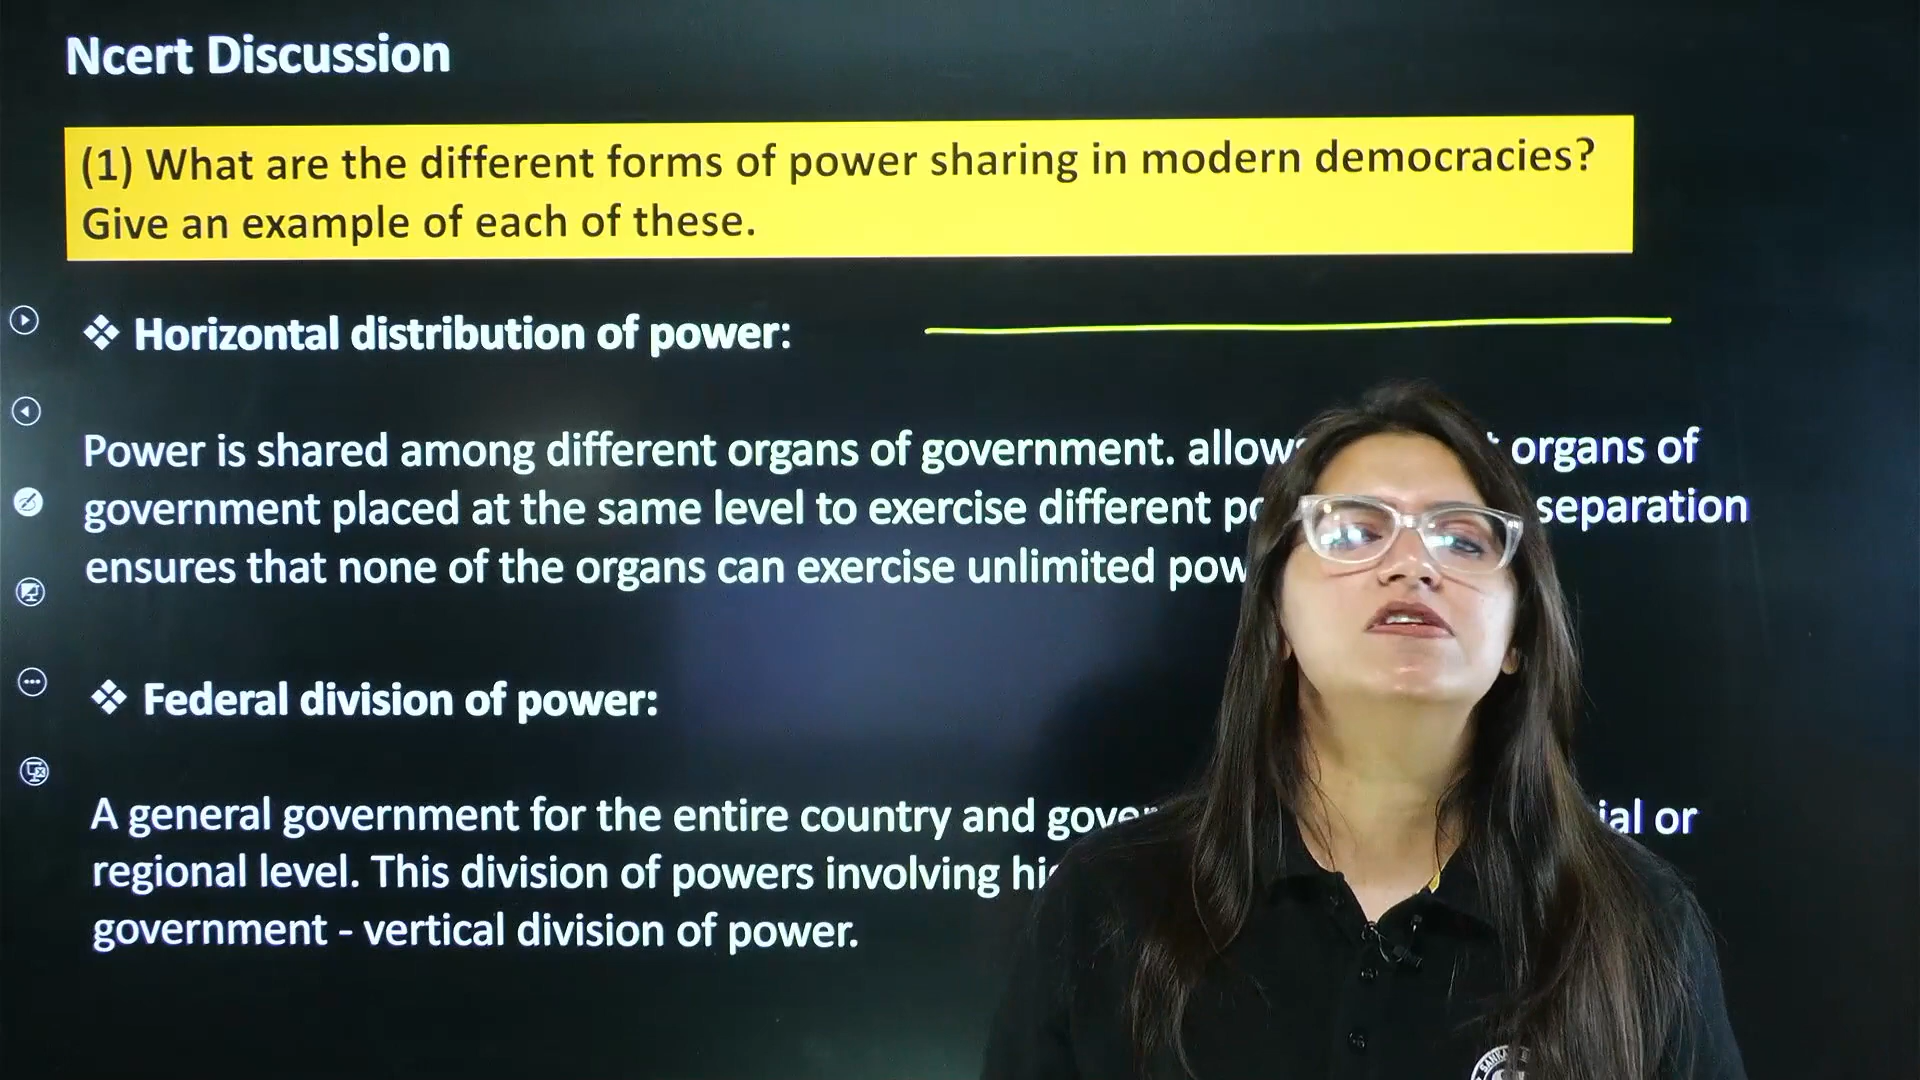 Ncert Discussion
(1) What are the different forms of power sharing in modern democracies?
Give an example of each of these.
❖ Horizontal distribution of power:
Power is shared among different organs of government. allows organs of
government placed at the same level to exercise different separation
ensures that none of the organs can exercise unlimited
❖ Federal division of power:
A general government for the entire country and or
regional level. This division of powers involving
government - vertical division of power.